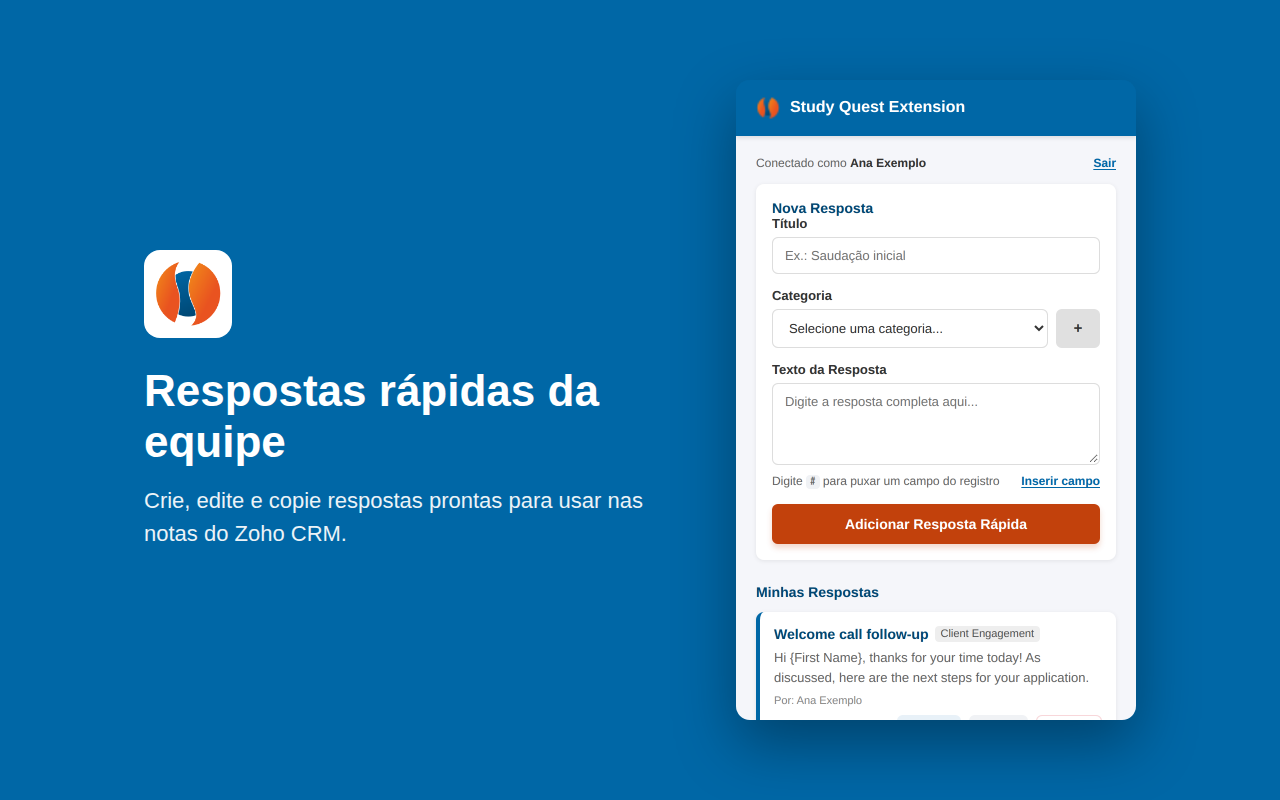 Respostas rápidas da
equipe
Crie, edite e copie respostas prontas para usar nas
notas do Zoho CRM.
Study Quest Extension
Conectado como Ana Exemplo
Sair
Nova Resposta
Título
Ex.: Saudação inicial
Categoria
Selecione uma categoria...
+
Texto da Resposta
Digite a resposta completa aqui...
Digite # para puxar um campo do registro
Inserir campo
Adicionar Resposta Rápida
Minhas Respostas
Welcome call follow-up
Client Engagement
Hi {First Name}, thanks for your time today! As
discussed, here are the next steps for your application.
Por: Ana Exemplo